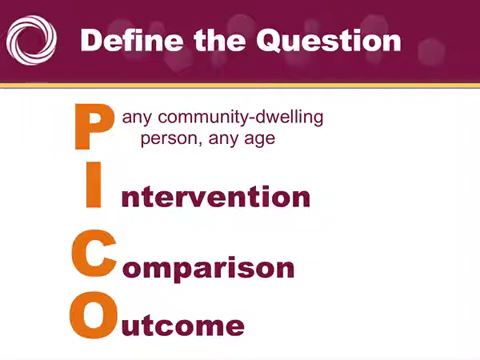 Define the Question
P any community-dwelling
person, any age
Intervention
Comparison
Outcome